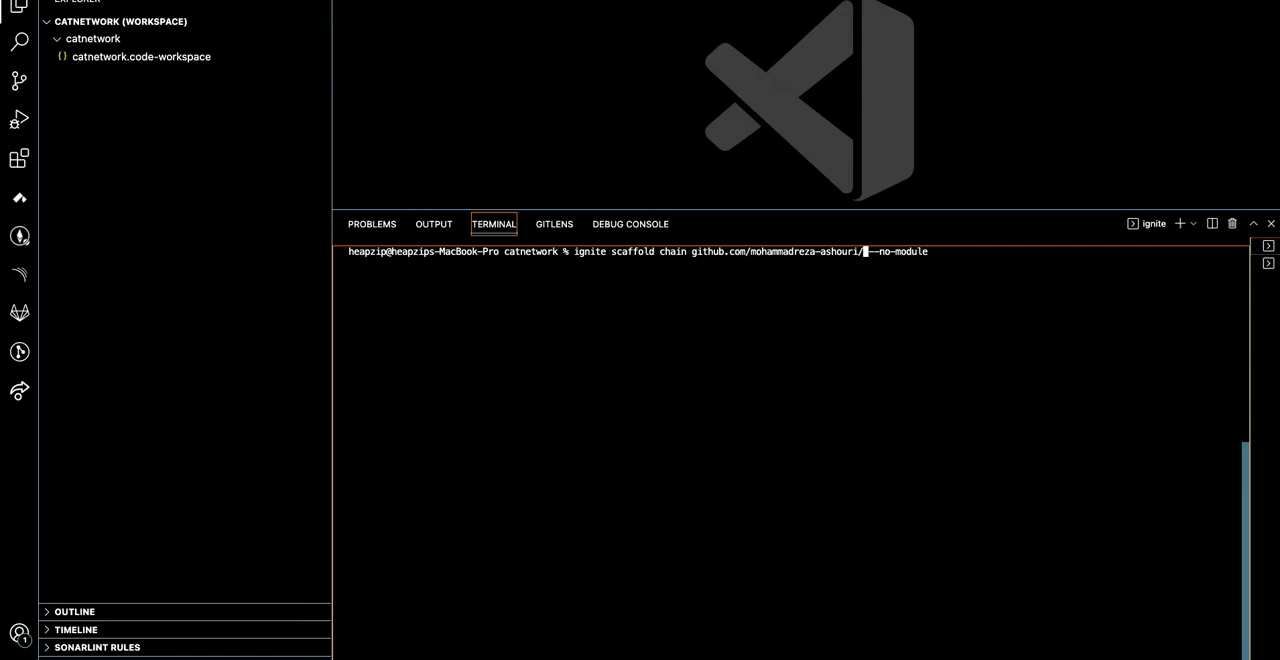 CATNETWORK (WORKSPACE)
catnetwork
{} catnetwork.code-workspace
PROBLEMS OUTPUT TERMINAL GITLENS DEBUG CONSOLE
ignite
heapzip@heapzips-MacBook-Pro catnetwork % ignite scaffold chain github.com/mohammadreza-ashouri/ --no-module
OUTLINE
TIMELINE
SONARLINT RULES
1